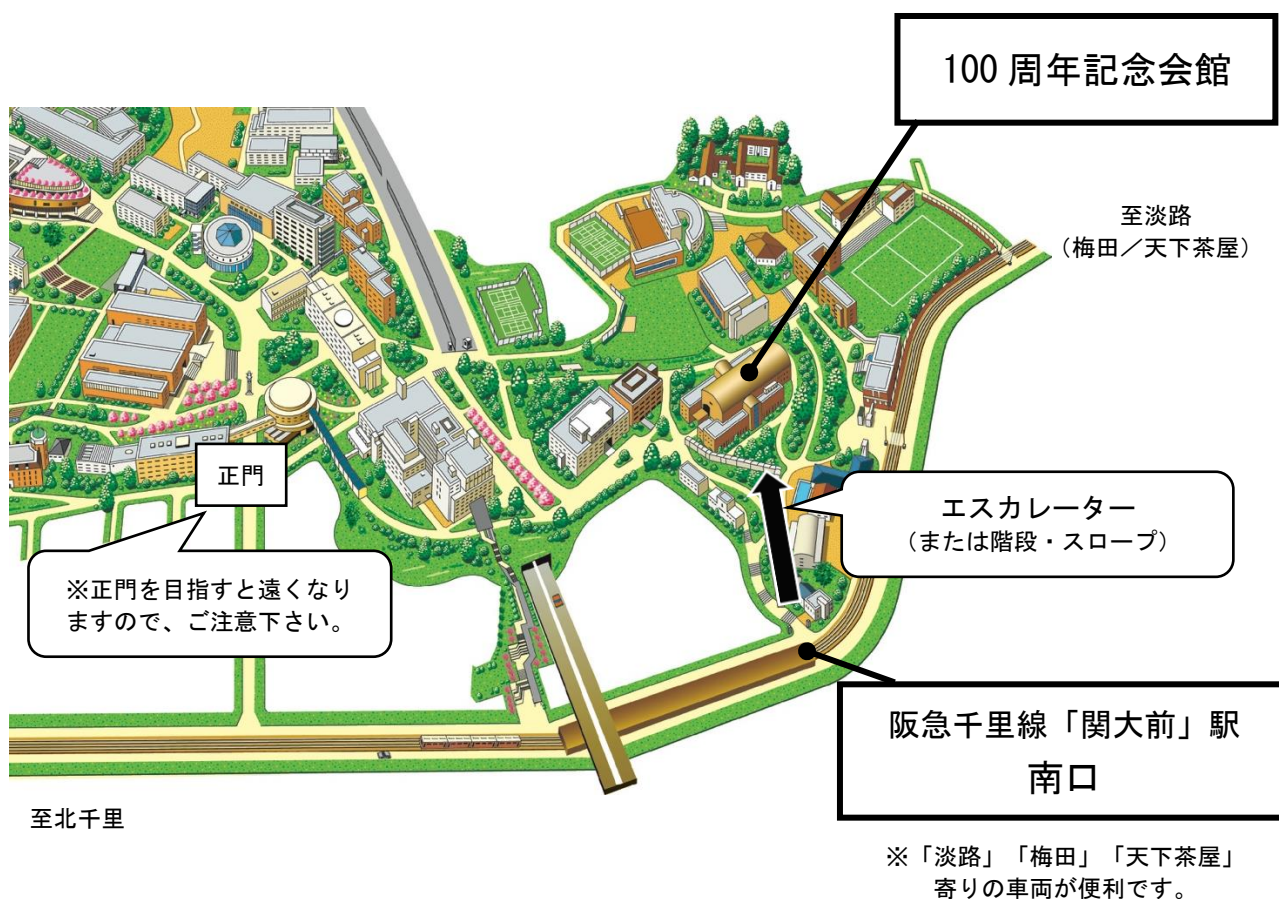 100 周年記念会館
至淡路
（梅田／天下茶屋）
正門
エスカレーター
（または階段・スロープ）
※正門を目指すと遠くなり
ますので、ご注意下さい。
阪急千里線「関大前」駅
南口
至北千里
※「淡路」「梅田」「天下茶屋」
寄りの車両が便利です。